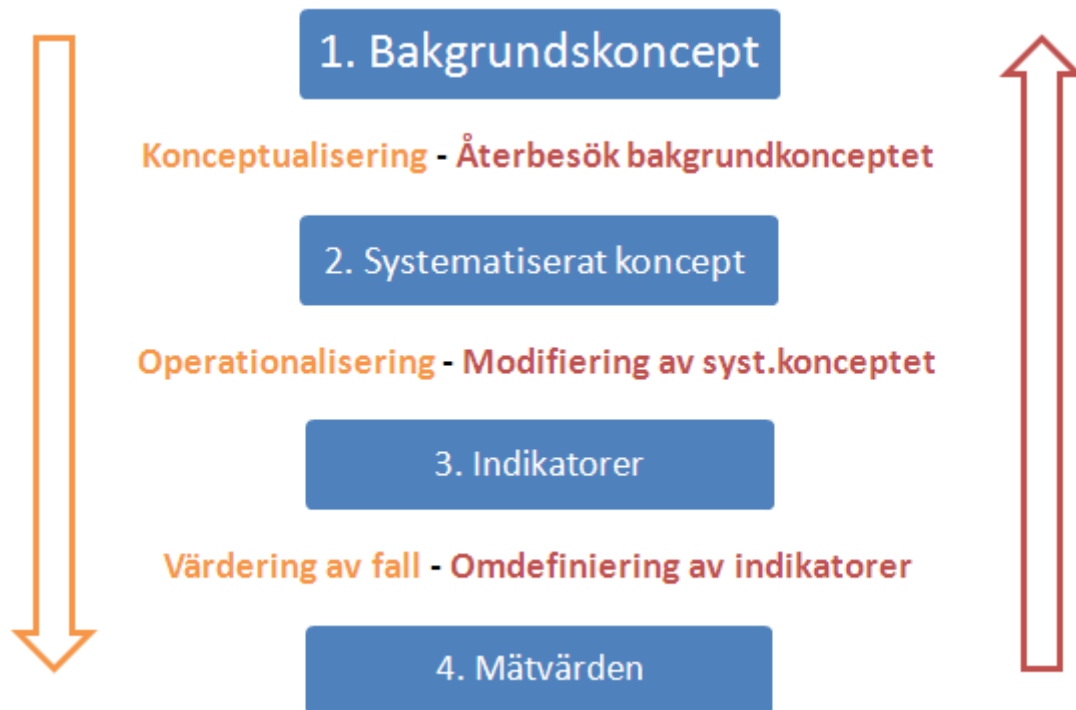 1. Bakgrundskoncept
Konceptualisering - Återbesök bakgrundkonceptet
2. Systematiserat koncept
Operationalisering - Modifiering av syst.konceptet
3. Indikatorer
Värdering av fall - Omdefiniering av indikatorer
4. Mätvärden